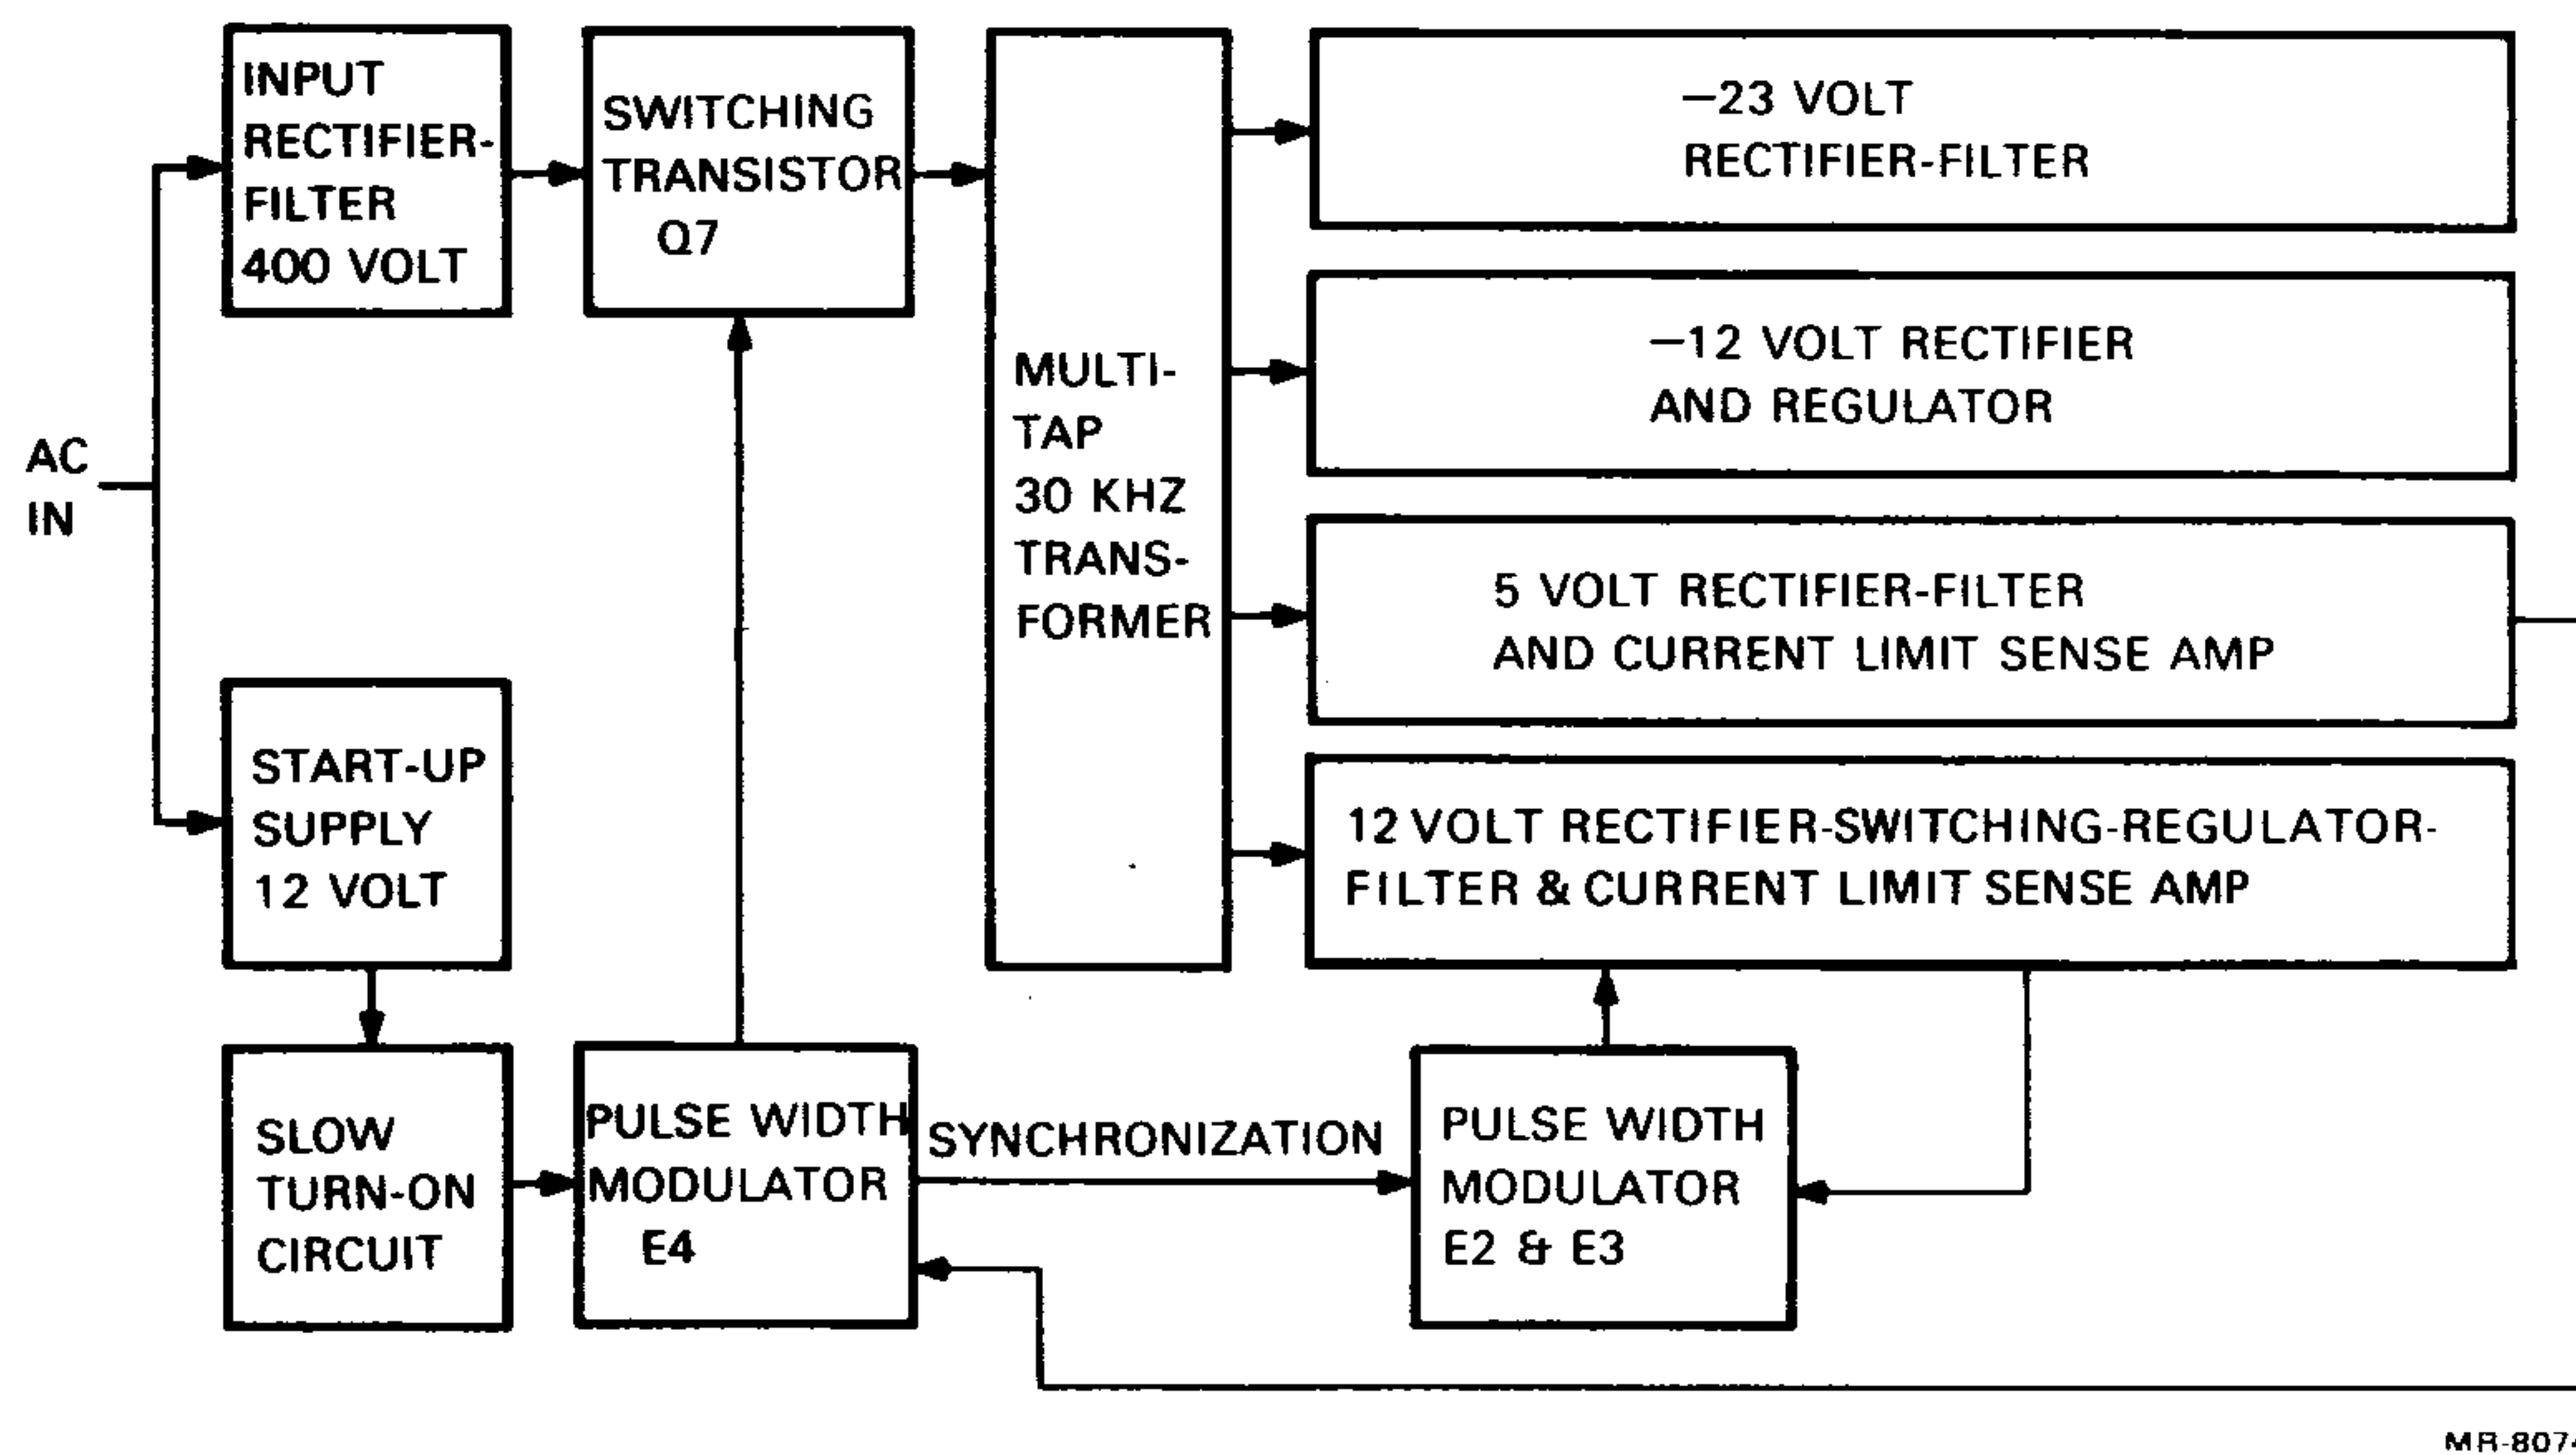 INPUT
RECTIFIER-
FILTER
400 VOLT
SWITCHING
TRANSISTOR
Q7
MULTI-
TAP
30 KHZ
TRANS-
FORMER
—23 VOLT
RECTIFIER-FILTER
—12 VOLT RECTIFIER
AND REGULATOR
5 VOLT RECTIFIER-FILTER
AND CURRENT LIMIT SENSE AMP
12 VOLT RECTIFIER-SWITCHING-REGULATOR-
FILTER & CURRENT LIMIT SENSE AMP
AC
IN
START-UP
SUPPLY
12 VOLT
SLOW
TURN-ON
CIRCUIT
PULSE WIDTH
MODULATOR
E4
SYNCHRONIZATION
PULSE WIDTH
MODULATOR
E2 & E3
MR-8074